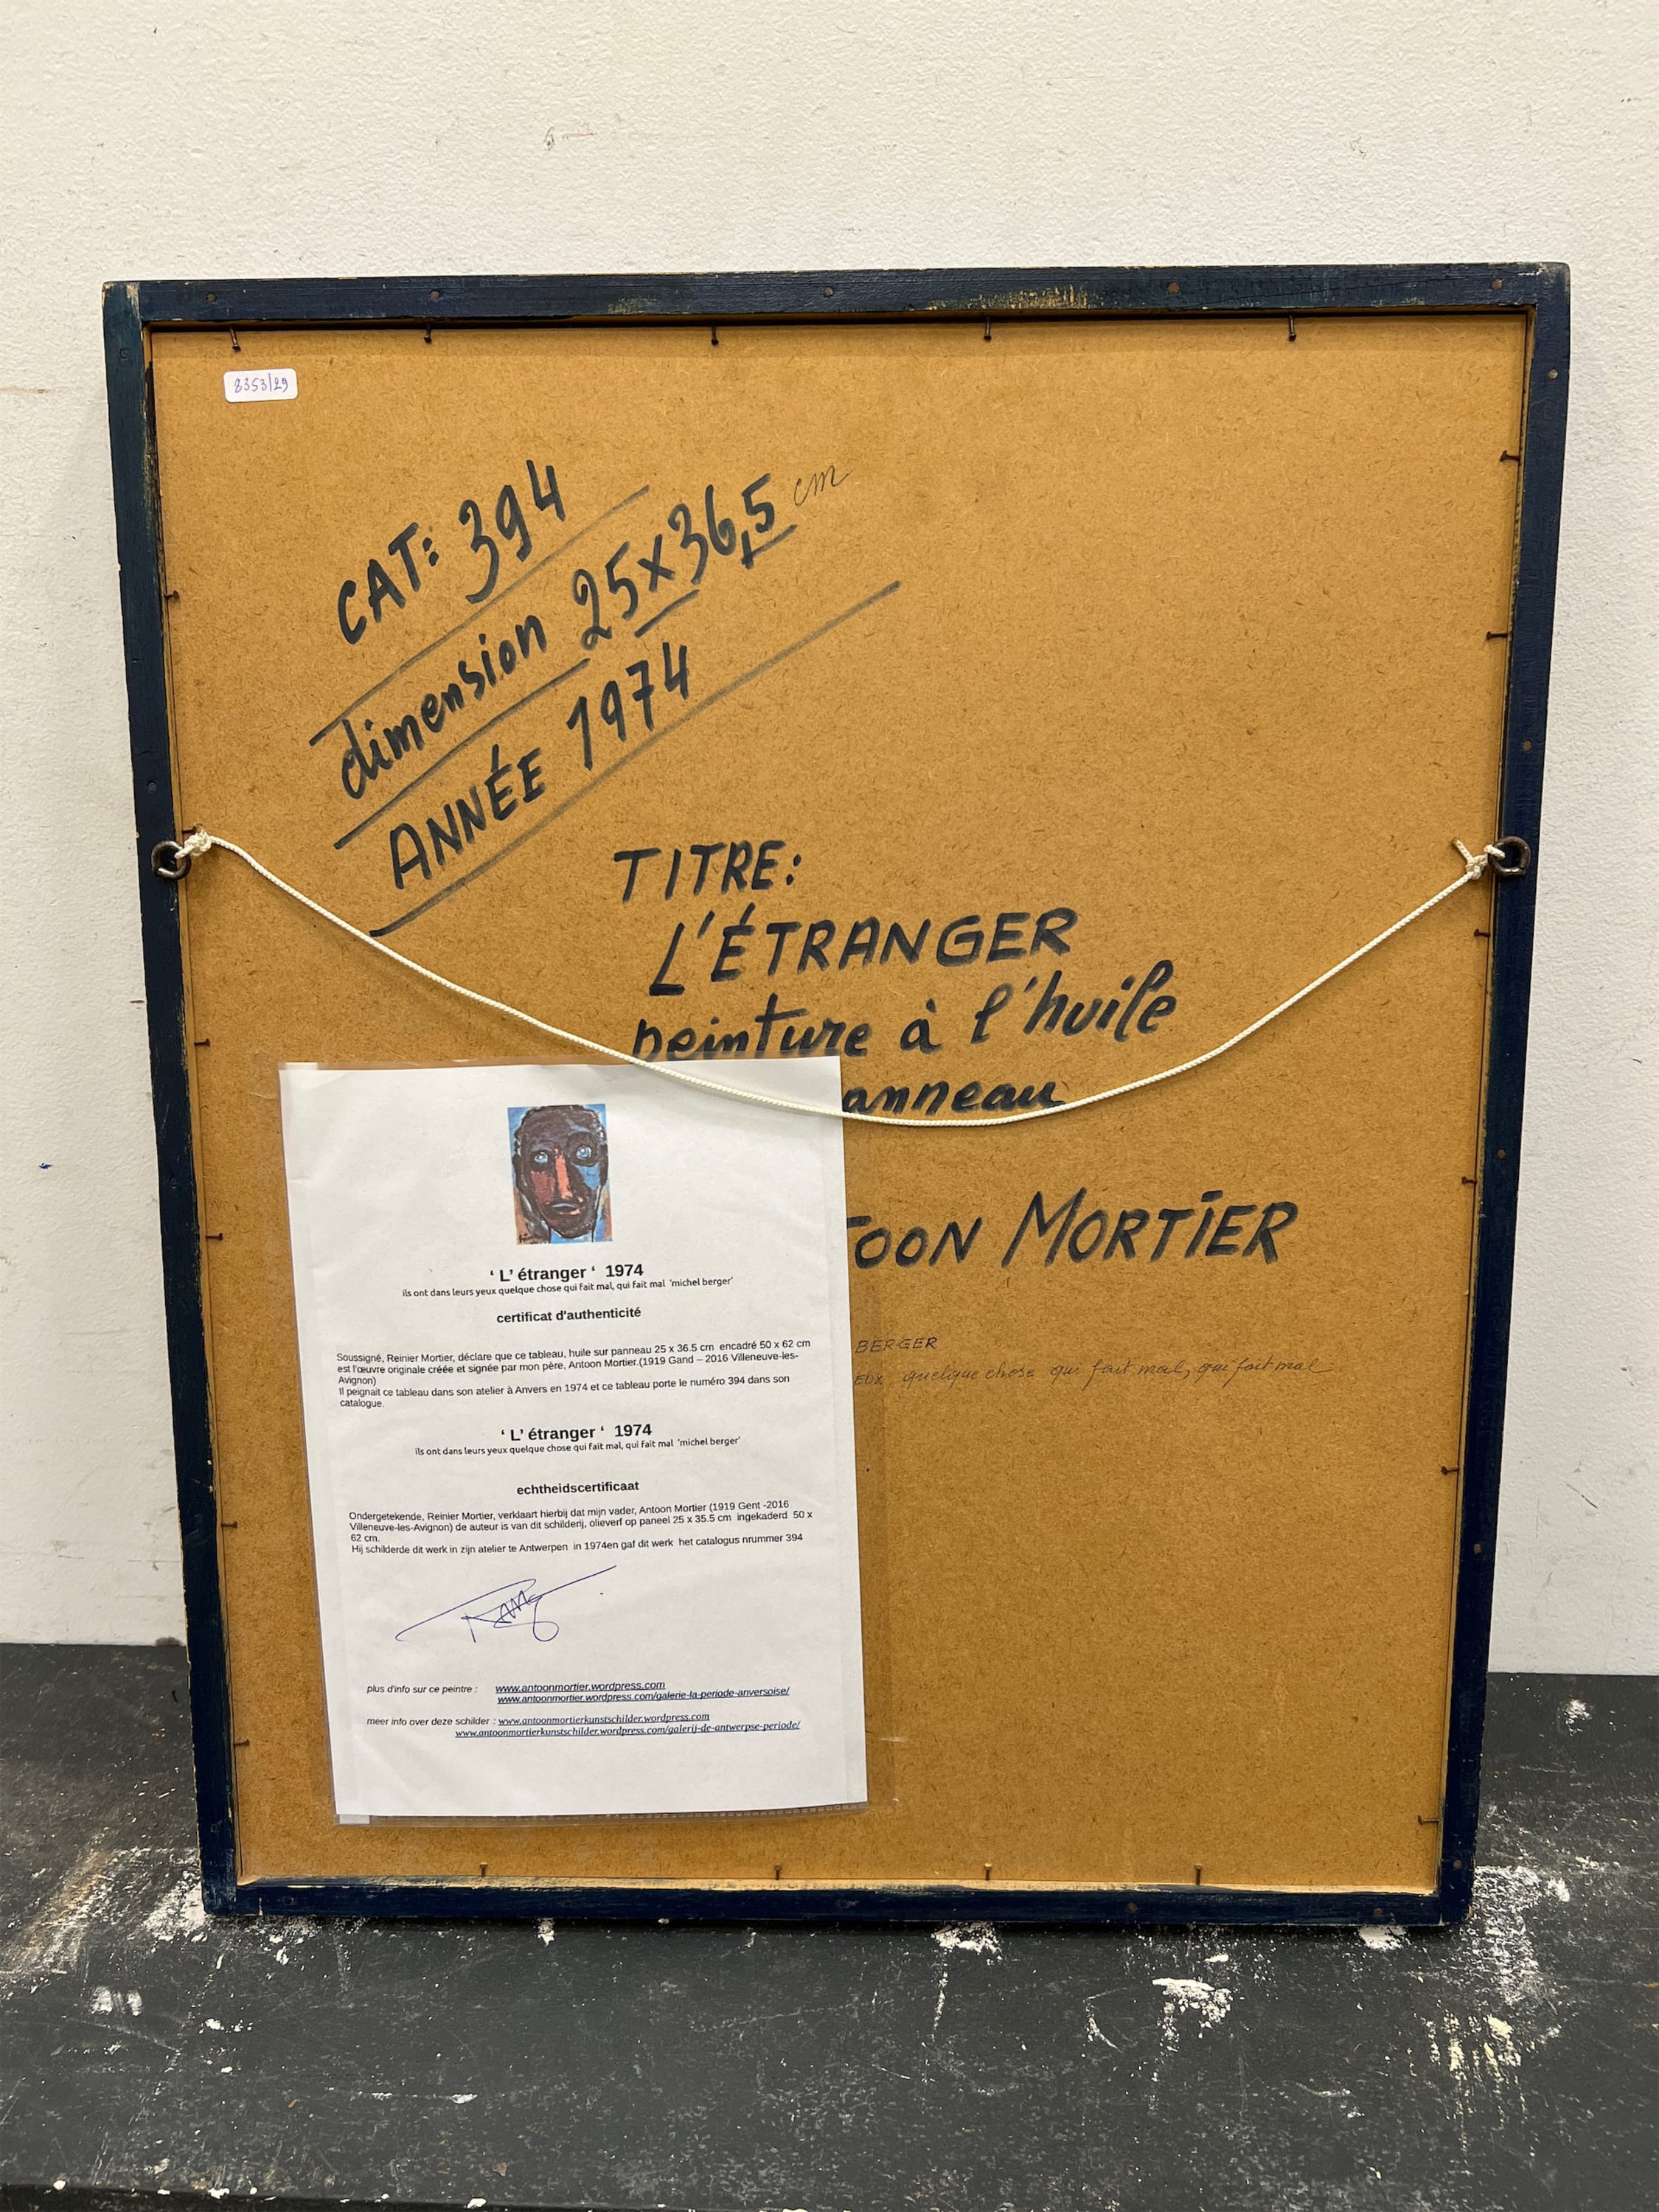 8353/29
CAT: 394
dimension 25x36,5 cm
ANNÉE 1974
TITRE:
L'ÉTRANGER
peinture à l'huile
anneau
TOON MORTIER
BERGER
EUX quelque chose qui fait mal, qui fait mal
‘ L’ étranger ‘ 1974
ils ont dans leurs yeux quelque chose qui fait mal, qui fait mal ‘michel berger’
certificat d'authenticité
Soussigné, Reinier Mortier, déclare que ce tableau, huile sur panneau 25 x 36.5 cm encadré 50 x 62 cm
est l'œuvre originale créée et signée par mon père, Antoon Mortier.(1919 Gand – 2016 Villeneuve-les-
Avignon)
Il peignait ce tableau dans son atelier à Anvers en 1974 et ce tableau porte le numéro 394 dans son
catalogue.
‘ L’ étranger ‘ 1974
ils ont dans leurs yeux quelque chose qui fait mal, qui fait mal ‘michel berger’
echtheidscertificaat
Ondergetekende, Reinier Mortier, verklaart hierbij dat mijn vader, Antoon Mortier (1919 Gent -2016
Villeneuve-les-Avignon) de auteur is van dit schilderij, olieverf op paneel 25 x 35.5 cm ingekaderd 50 x
62 cm.
Hij schilderde dit werk in zijn atelier te Antwerpen in 1974en gaf dit werk het catalogus nrummer 394
plus d'info sur ce peintre : www.antoonmortier.wordpress.com
www.antoonmortier.wordpress.com/galerie-la-periode-anversoise/
meer info over deze schilder : www.antoonmortierkunstschilder.wordpress.com
www.antoonmortierkunstschilder.wordpress.com/galerij-de-antwerpse-periode/